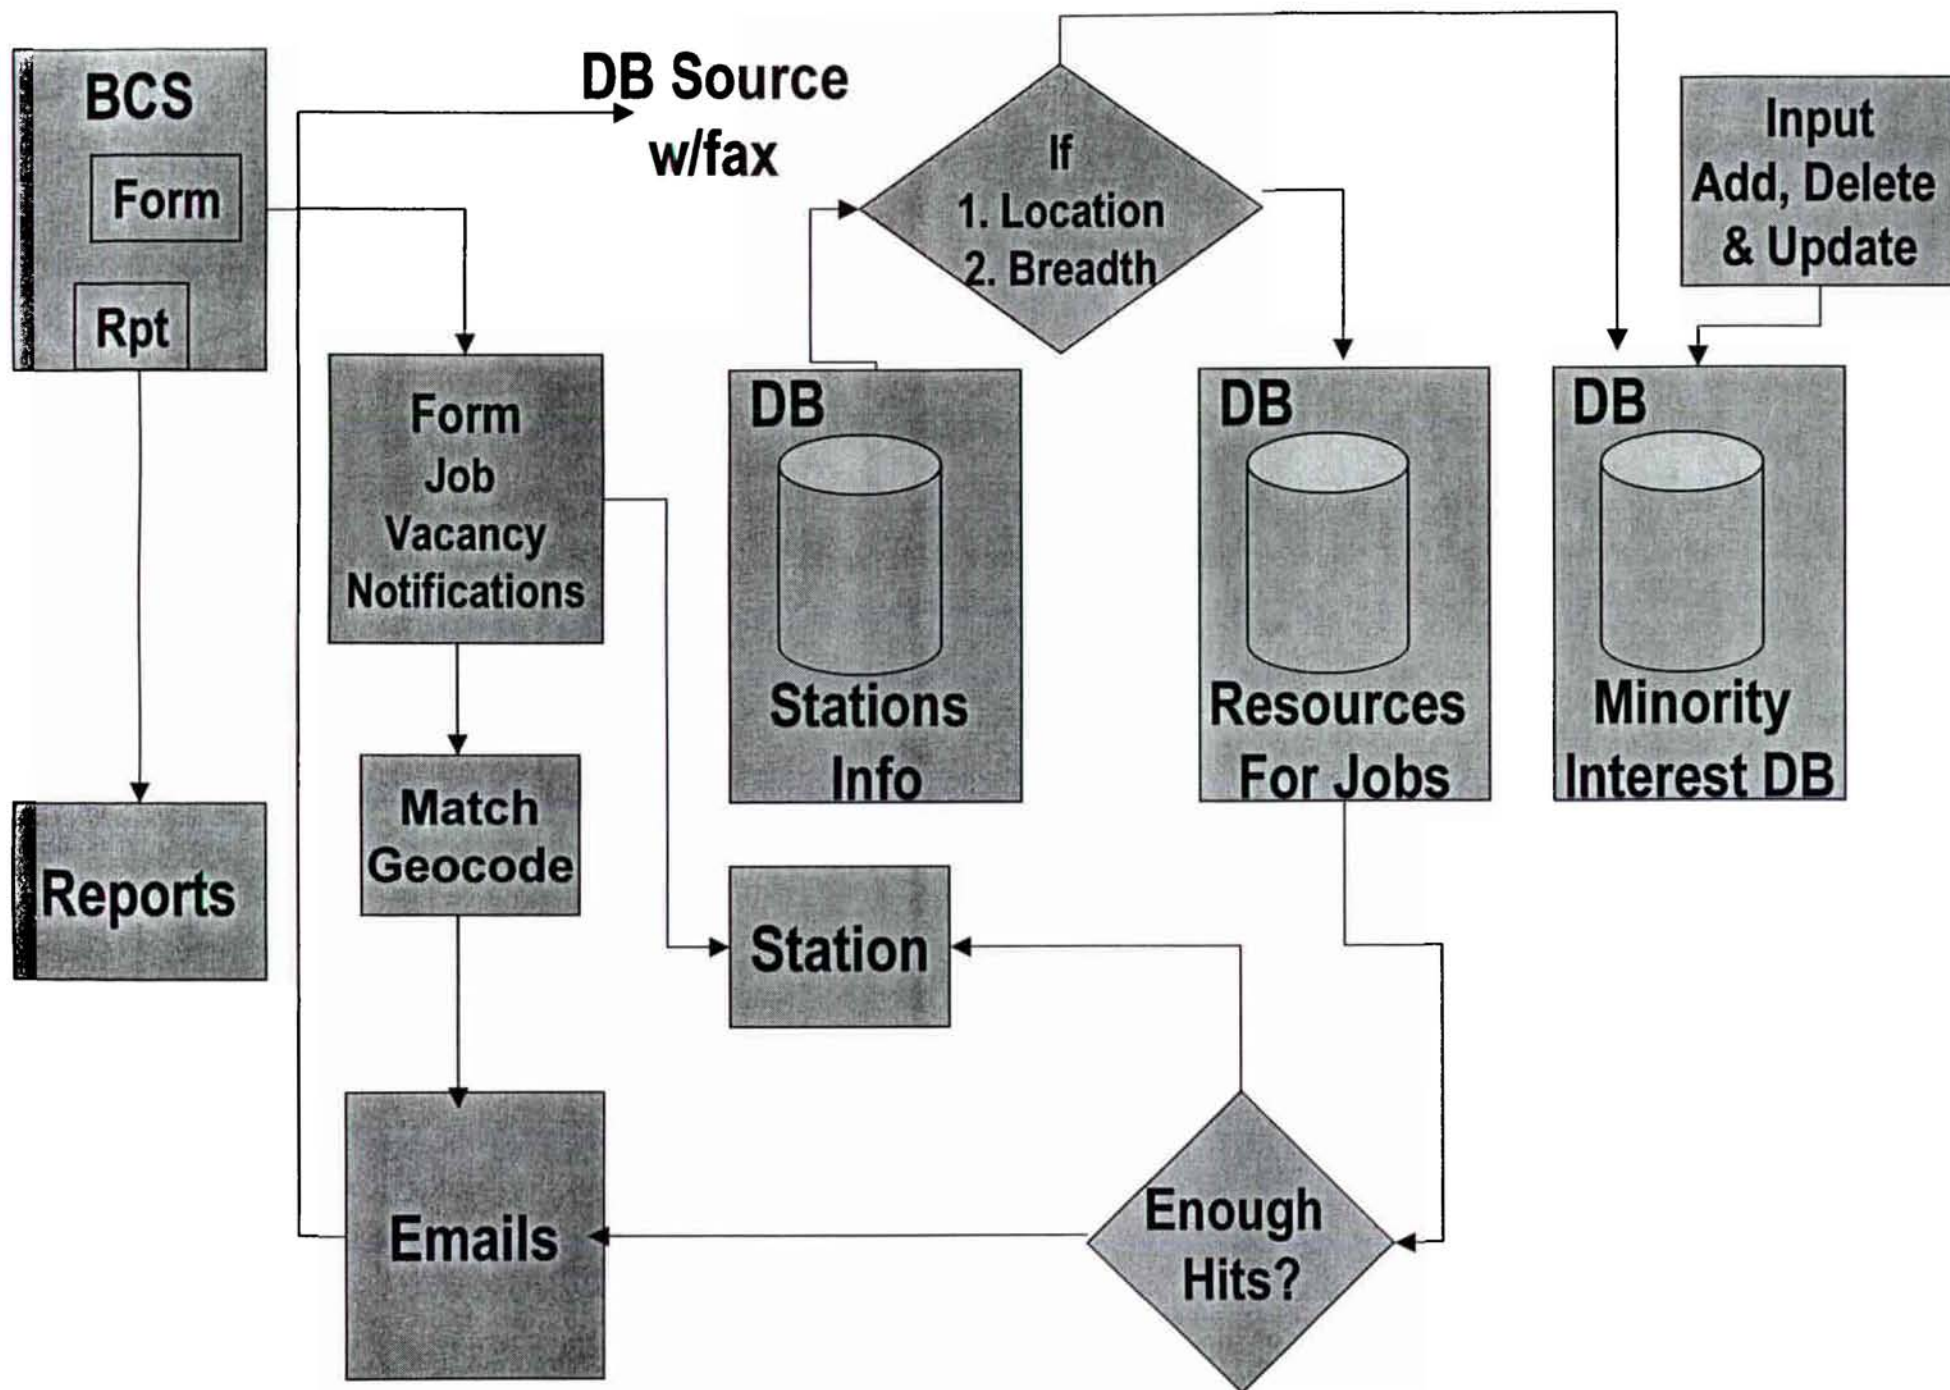 BCS
Form
Rpt
DB Source
w/fax
If
1. Location
2. Breadth
Input
Add, Delete
& Update
Form
Job
Vacancy
Notifications
DB
Stations
Info
DB
Resources
For Jobs
DB
Minority
Interest DB
Match
Geocode
Reports
Station
Emails
Enough
Hits?